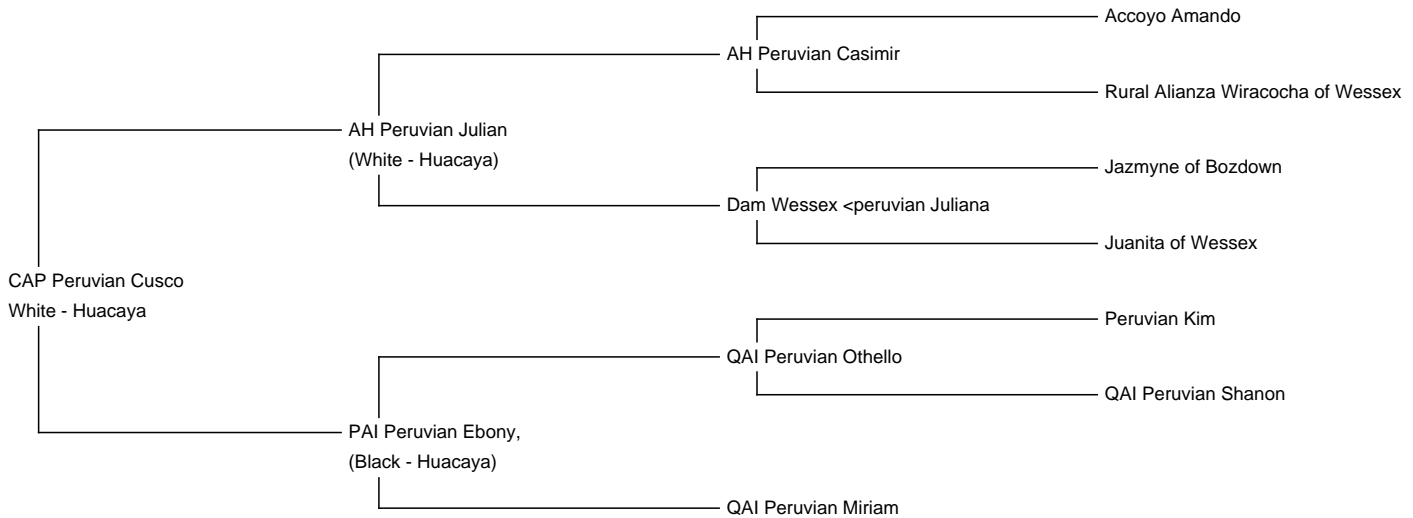 Accoyo Amando
AH Peruvian Casimir
Rural Alianza Wiracocha of Wessex
AH Peruvian Julian
(White - Huacaya)
Jazmyne of Bozdown
Dam Wessex <peruvian Juliana
Juanita of Wessex
CAP Peruvian Cusco
White - Huacaya
Peruvian Kim
QAI Peruvian Othello
QAI Peruvian Shanon
PAI Peruvian Ebony,
(Black - Huacaya)
QAI Peruvian Miriam